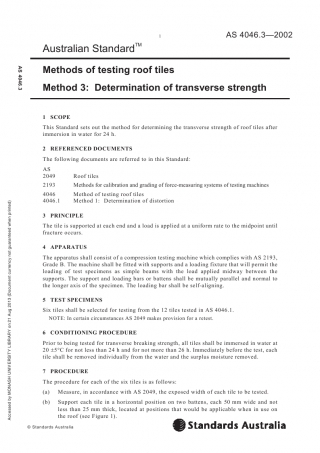 AS 4046.3—2002
Australian Standard™
Methods of testing roof tiles
Method 3: Determination of transverse strength
AS 4046.3
1 SCOPE
This Standard sets out the method for determining the transverse strength of roof tiles after
immersion in water for 24 h.
2 REFERENCED DOCUMENTS
The following documents are referred to in this Standard:
AS
2049 Roof tiles
2193 Methods for calibration and grading of force-measuring systems of testing machines
4046 Method of testing roof tiles
4046.1 Method 1: Determination of distortion
3 PRINCIPLE
The tile is supported at each end and a load is applied at a uniform rate to the midpoint until
fracture occurs.
4 APPARATUS
The apparatus shall consist of a compression testing machine which complies with AS 2193,
Grade B. The machine shall be fitted with supports and a loading fixture that will permit the
loading of test specimens as simple beams with the load applied midway between the
supports. The support and loading bars or battens shall be mutually parallel and normal to
the longer axis of the specimen. The loading bar shall be self-aligning.
5 TEST SPECIMENS
Six tiles shall be selected for testing from the 12 tiles tested in AS 4046.1.
NOTE: In certain circumstances AS 2049 makes provision for a retest.
6 CONDITIONING PROCEDURE
Prior to being tested for transverse breaking strength, all tiles shall be immersed in water at
20 ±5°C for not less than 24 h and for not more than 26 h. Immediately before the test, each
tile shall be removed individually from the water and the surplus moisture removed.
7 PROCEDURE
The procedure for each of the six tiles is as follows:
(a) Measure, in accordance with AS 2049, the exposed width of tile to be tested.
(b) Support each tile in a horizontal position on two battens, each 50 mm wide and not
less than 25 mm thick, located at positions that would be applicable when in use on
the roof (see Figure 1).
Accessed by MONASH UNIVERSITY LIBRARY on 21 Aug 2013 (Document currency not guaranteed when printed)
© Standards Australia
Standards Australia